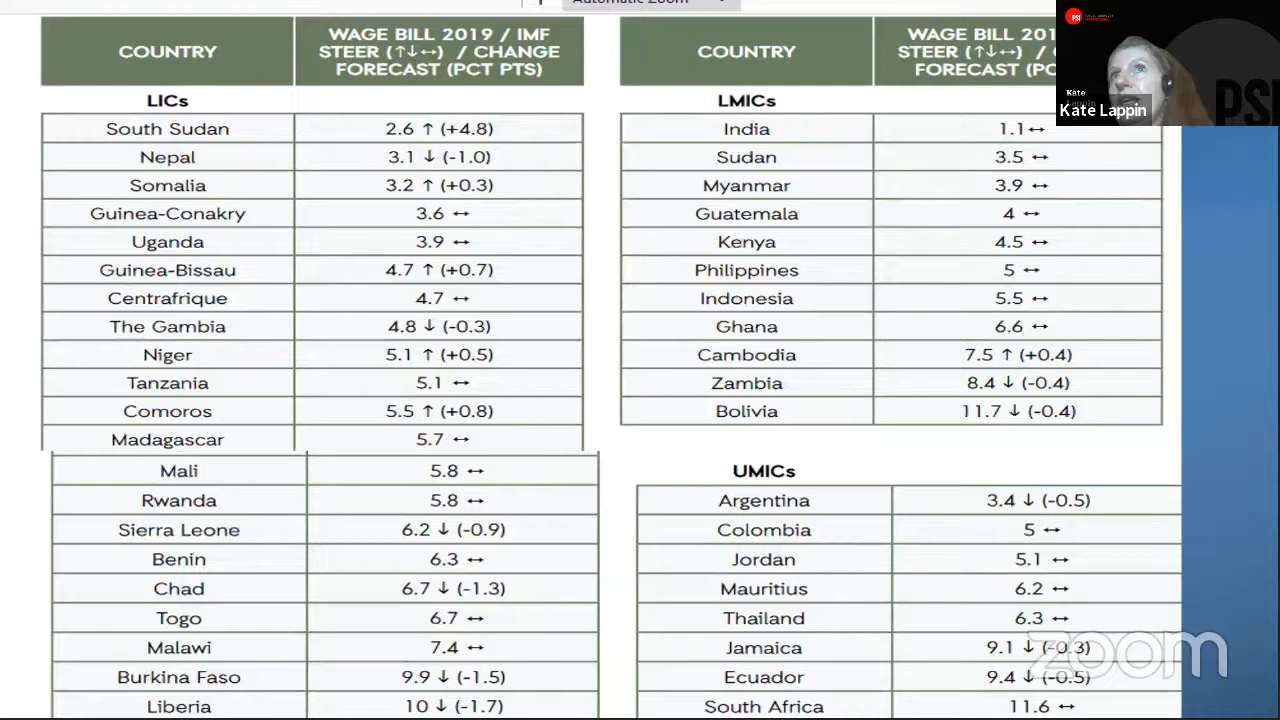 Automatic Zoom
COUNTRY
WAGE BILL 2019 / IMF
STEER (↑↓↔) / CHANGE
FORECAST (PCT PTS)
LICs
South Sudan 2.6 ↑ (+4.8)
Nepal 3.1 ↓ (-1.0)
Somalia 3.2 ↑ (+0.3)
Guinea-Conakry 3.6 ↔
Uganda 3.9 ↔
Guinea-Bissau 4.7 ↑ (+0.7)
Centrafrique 4.7 ↔
The Gambia 4.8 ↓ (-0.3)
Niger 5.1 ↑ (+0.5)
Tanzania 5.1 ↔
Comoros 5.5 ↑ (+0.8)
Madagascar 5.7 ↔
Mali 5.8 ↔
Rwanda 5.8 ↔
Sierra Leone 6.2 ↓ (-0.9)
Benin 6.3 ↔
Chad 6.7 ↓ (-1.3)
Togo 6.7 ↔
Malawi 7.4 ↔
Burkina Faso 9.9 ↓ (-1.5)
Liberia 10 ↓ (-1.7)
COUNTRY
WAGE BILL 201
STEER (↑↓↔) /
FORECAST (PC
LMICs
India 1.1↔
Sudan 3.5 ↔
Myanmar 3.9 ↔
Guatemala 4 ↔
Kenya 4.5 ↔
Philippines 5 ↔
Indonesia 5.5 ↔
Ghana 6.6 ↔
Cambodia 7.5 ↑ (+0.4)
Zambia 8.4 ↓ (-0.4)
Bolivia 11.7 ↓ (-0.4)
UMICs
Argentina 3.4 ↓ (-0.5)
Colombia 5 ↔
Jordan 5.1 ↔
Mauritius 6.2 ↔
Thailand 6.3 ↔
Jamaica 9.1 ↓ (-0.3)
Ecuador 9.4 ↓ (-0.5)
South Africa 11.6 ↔
PSI
Kate
Kate Lappin
PS
zoom